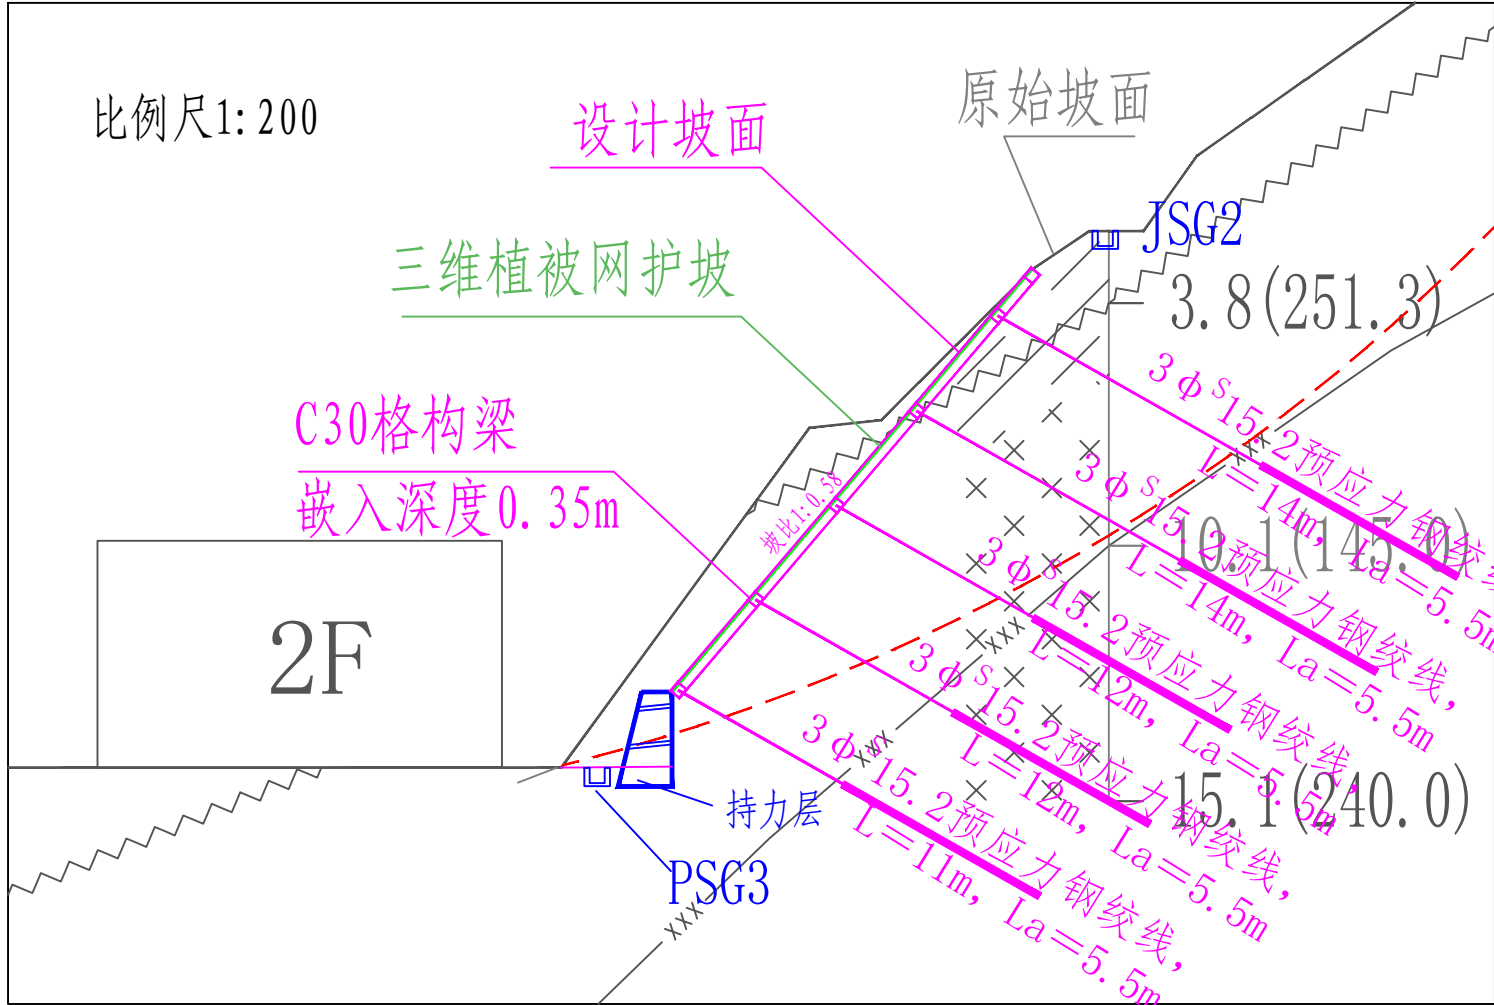 比例尺1:200
设计坡面
原始坡面
JSG2
三维植被网护坡
3.8(251.3)
C30格构梁
嵌入深度0.35m
坡比1:0.58
3ΦS15.2预应力钢绞线
L=14m, La=5.5m
10.1(145.0)
3ΦS15.2预应力钢绞线,
L=14m, La=5.5m
3ΦS15.2预应力钢绞线,
L=12m, La=5.5m
3ΦS15.2预应力钢绞线,
L=12m, La=5.5m
3ΦS15.2预应力钢绞线,
L=11m, La=5.5m
2F
15.1(240.0)
持力层
PSG3